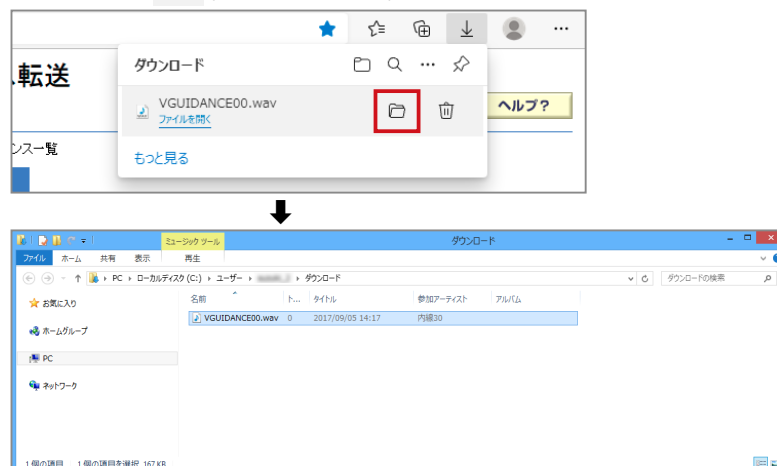 転送
ダウンロード
VGUIDANCE00.wav
ファイルを開く
ヘルプ?
ンス一覧
もっと見る
ミュージック ツール
ダウンロード
ファイル ホーム 共有 表示 再生
PC ローカルディスク (C:) ユーザー ダウンロード
ダウンロードの検索
お気に入り
名前 ト... タイトル 参加アーティスト アルバム
VGUIDANCE00.wav 0 2017/09/05 14:17 内線30
ホームグループ
PC
ネットワーク
1 個の項目 1 個の項目を選択 167 KB